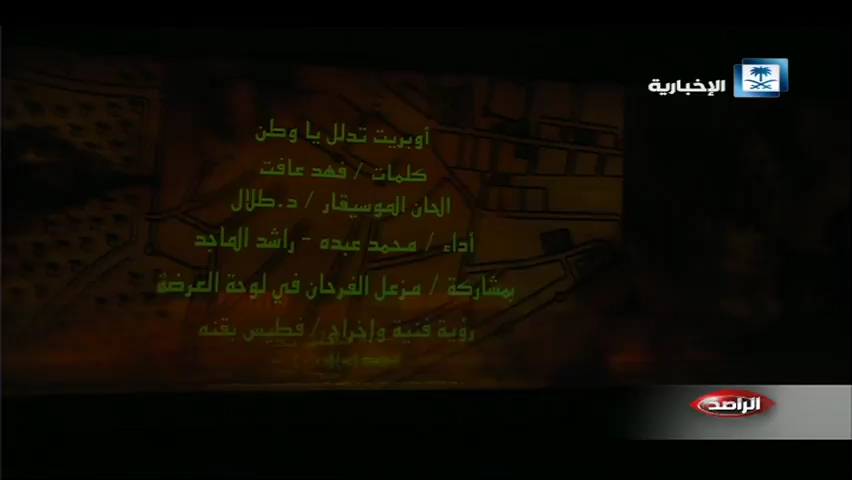 الإخبارية
أوبريت تدلل يا وطن
كلمات / فهد عافت
الحان الموسيقار / د.طلال
أداء / محمد عبده - راشد الماجد
بمشاركة / مزعل الفرحان في لوحة العرضة
رؤية فنية وإخراج / فطيس بقنه
الراصد